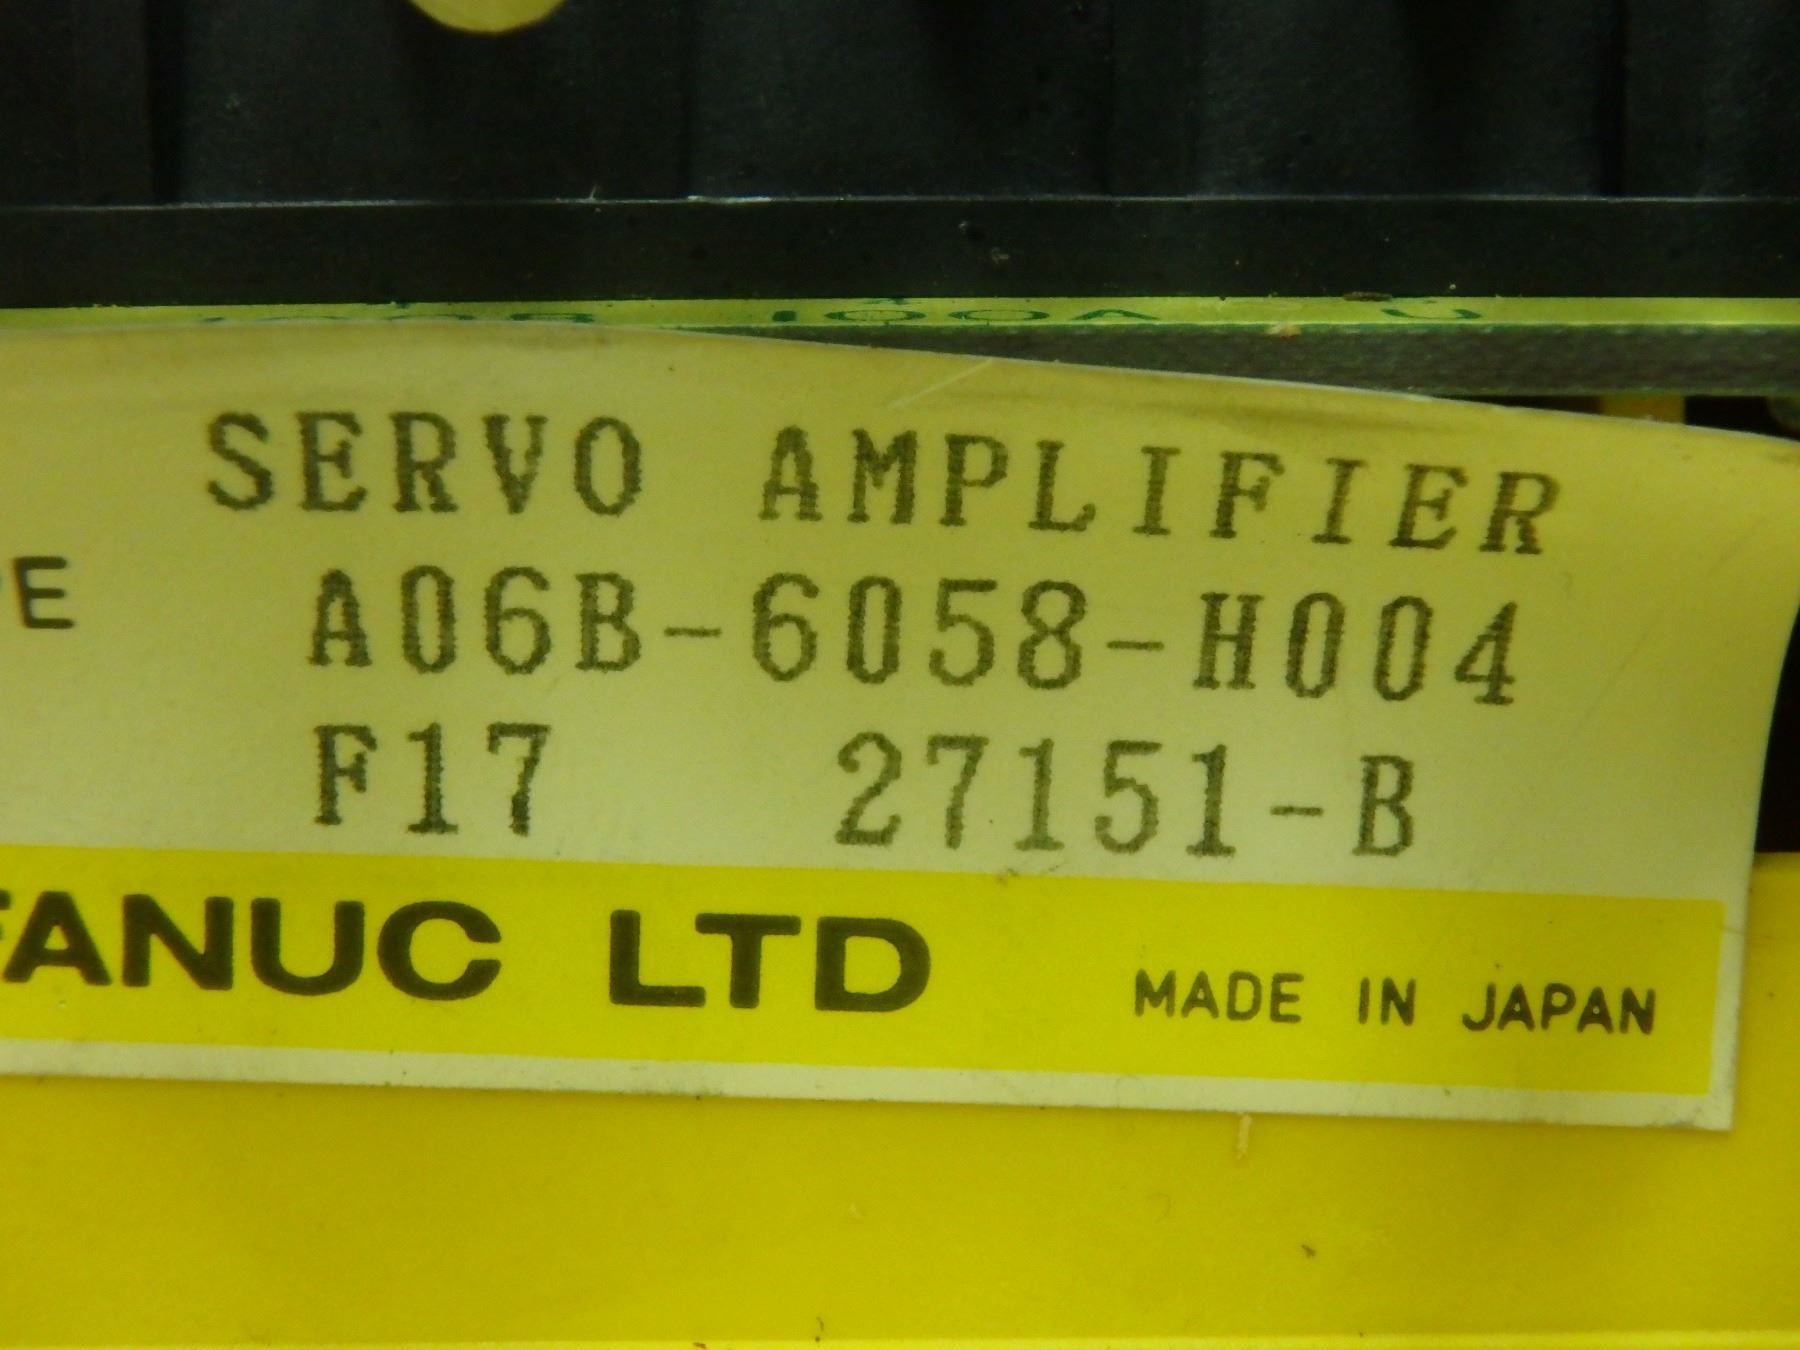 SERVO AMPLIFIER
A06B-6058-H004
F17 27151-B
FANUC LTD MADE IN JAPAN